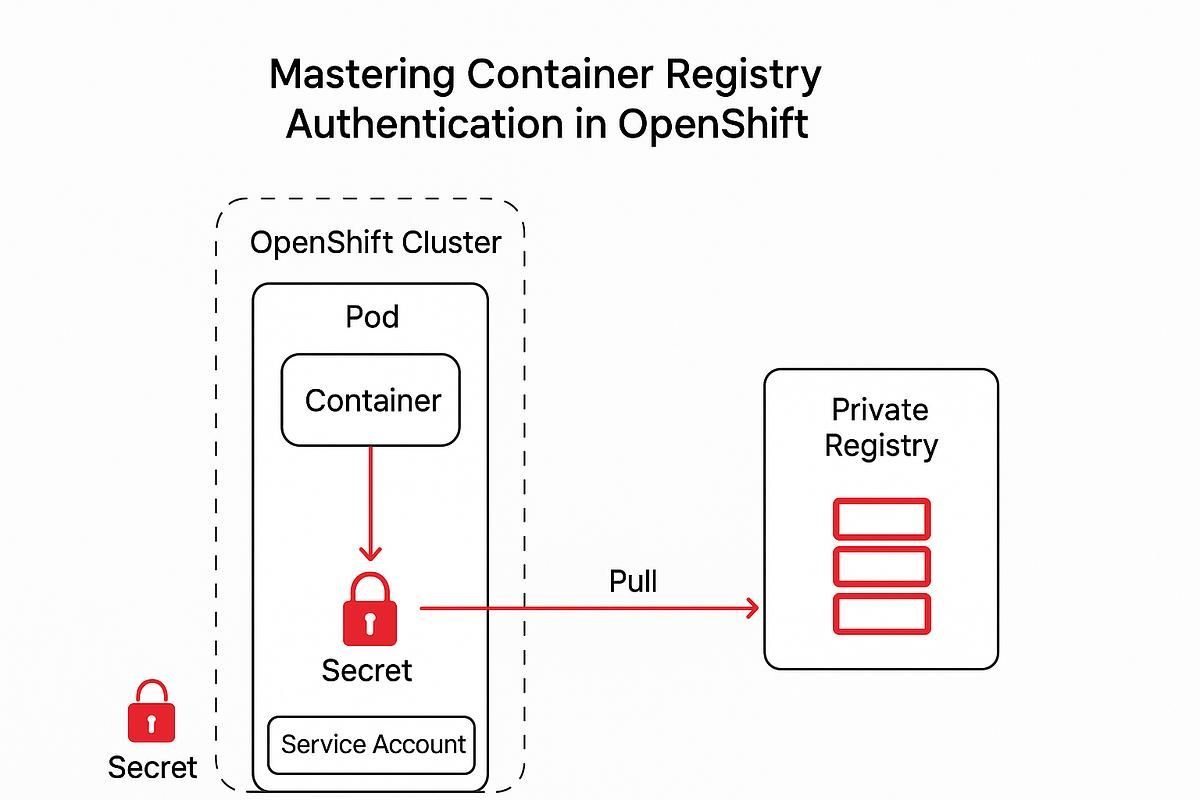 Mastering Container Registry
Authentication in OpenShift
OpenShift Cluster
Pod
Container
Secret
Service Account
Secret
Pull
Private
Registry